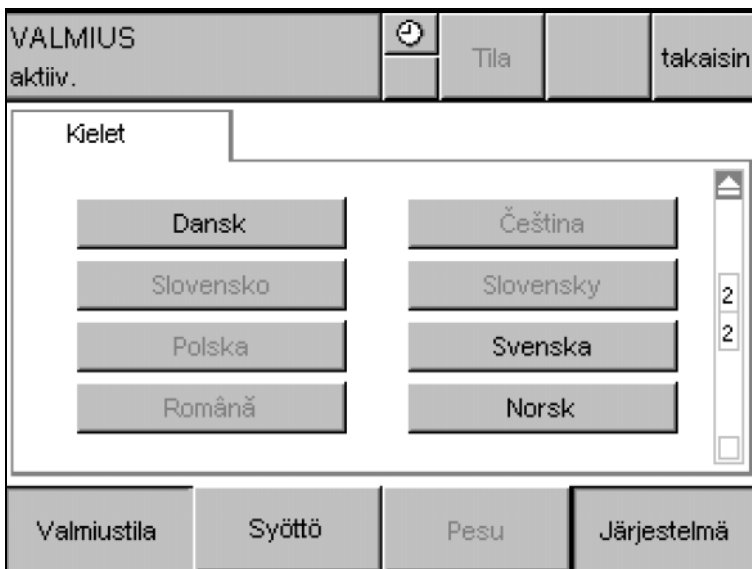 VALMIUS
aktiiv.
Tila
takaisin
Kielet
Dansk
Čeština
Slovensko
Slovensky
Polska
Svenska
Română
Norsk
2
2
Valmiustila
Syöttö
Pesu
Järjestelmä